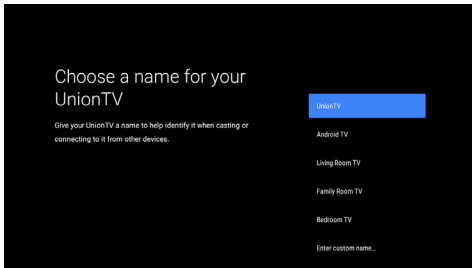 Choose a name for your
UnionTV
Give your UnionTV a name to help identify it when casting or
connecting to it from other devices.
UnionTV
Android TV
Living Room TV
Family Room TV
Bedroom TV
Enter custom name...